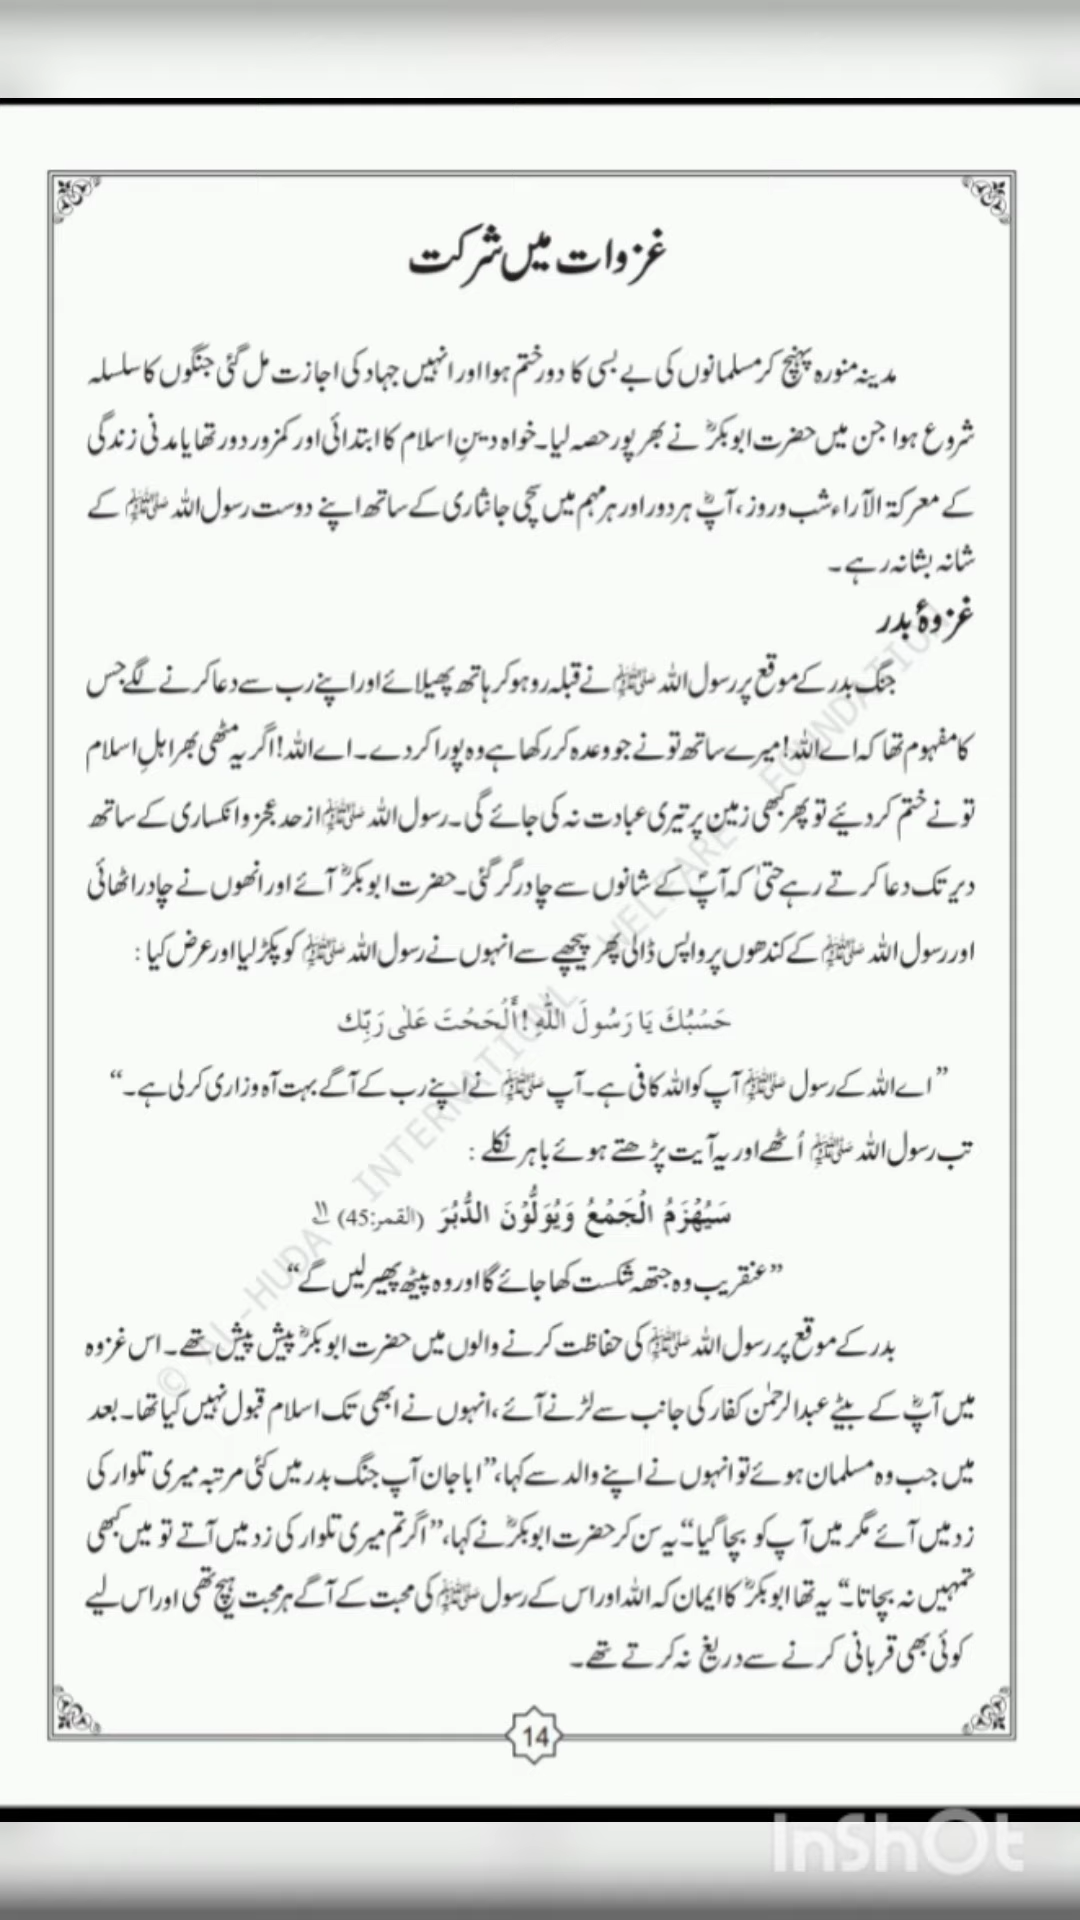 غزوات میں شرکت
مدینہ منورہ پہنچ کر مسلمانوں کی بے بسی کا دور ختم ہوا اور انہیں جہاد کی اجازت مل گئی جنگوں کا سلسلہ
شروع ہوا جن میں حضرت ابو بکرؓ نے بھر پور حصہ لیا۔ خواہ دینِ اسلام کا ابتدائی اور کمزور دور تھا یا مدنی زندگی
کے معرکۃ الآراء شب و روز، آپؓ ہر دور اور ہر مہم میں سچی جانثاری کے ساتھ اپنے دوست رسول اللہ ﷺ کے
شانہ بشانہ رہے۔
غزوۂ بدر
جنگ بدر کے موقع پر رسول اللہ ﷺ نے قبلہ رو ہو کر ہاتھ پھیلائے اور اپنے رب سے دعا کرنے لگے جس
کا مفہوم تھا کہ اے اللہ! میرے ساتھ تو نے جو وعدہ کر رکھا ہے وہ پورا کر دے۔ اے اللہ! اگر یہ مٹھی بھر اہلِ اسلام
تو نے ختم کر دیئے تو پھر کبھی زمین پر تیری عبادت نہ کی جائے گی۔ رسول اللہ ﷺ از حد عجز و انکساری کے ساتھ
دیر تک دعا کرتے رہے حتیٰ کہ آپؐ کے شانوں سے چادر گر گئی۔ حضرت ابو بکرؓ آئے اور انھوں نے چادر اٹھائی
اور رسول اللہ ﷺ کے کندھوں پر واپس ڈالی پھر پیچھے سے انہوں نے رسول اللہ ﷺ کو پکڑ لیا اور عرض کیا :
حَسْبُكَ يَا رَسُولَ اللّٰهِ! أَلْحَحْتَ عَلٰى رَبِّكَ
”اے اللہ کے رسول ﷺ آپ کو اللہ کافی ہے۔ آپ ﷺ نے اپنے رب کے آگے بہت آہ و زاری کر لی ہے۔“
تب رسول اللہ ﷺ اُٹھے اور یہ آیت پڑھتے ہوئے باہر نکلے :
سَيُهْزَمُ الْجَمْعُ وَيُوَلُّوْنَ الدُّبُرَ (القمر:45) ؂۱۱
”عنقریب وہ جتھہ شکست کھا جائے گا اور وہ پیٹھ پھیر لیں گے“
بدر کے موقع پر رسول اللہ ﷺ کی حفاظت کرنے والوں میں حضرت ابو بکرؓ پیش پیش تھے۔ اس غزوہ
میں آپؓ کے بیٹے عبدالرحمٰن کفار کی جانب سے لڑنے آئے، انہوں نے ابھی تک اسلام قبول نہیں کیا تھا۔ بعد
میں جب وہ مسلمان ہوئے تو انہوں نے اپنے والد سے کہا، ”ابا جان آپ جنگ بدر میں کئی مرتبہ میری تلوار کی
زد میں آئے مگر میں آپ کو بچا گیا“۔ یہ سن کر حضرت ابو بکرؓ نے کہا، ”اگر تم میری تلوار کی زد میں آتے تو میں کبھی
تمہیں نہ بچاتا۔“ یہ تھا ابو بکرؓ کا ایمان کہ اللہ اور اس کے رسول ﷺ کی محبت کے آگے ہر محبت ہیچ تھی اور اس لیے
کوئی بھی قربانی کرنے سے دریغ نہ کرتے تھے۔
14
© AL-HUDA INTERNATIONL WELFARE FOUNDATION
InShOt